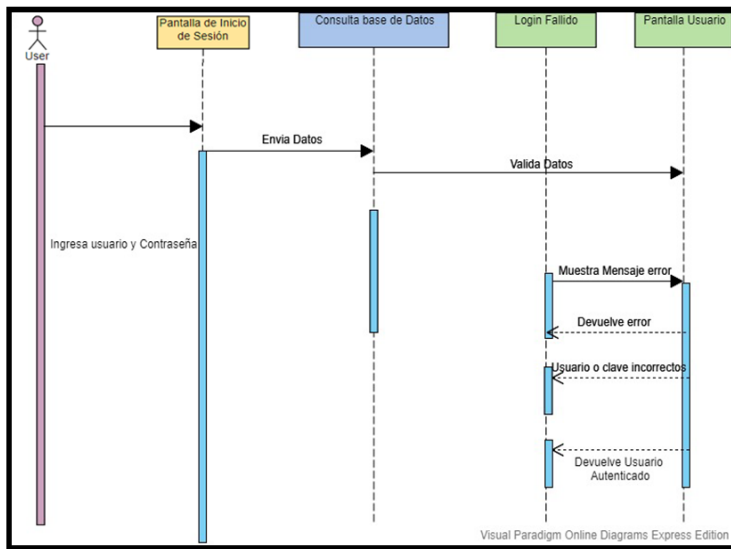 User
Pantalla de Inicio
de Sesión
Consulta base de Datos
Login Fallido
Pantalla Usuario
Envia Datos
Valida Datos
Ingresa usuario y Contraseña
Muestra Mensaje error
Devuelve error
Usuario o clave incorrectos
Devuelve Usuario
Autenticado
Visual Paradigm Online Diagrams Express Edition